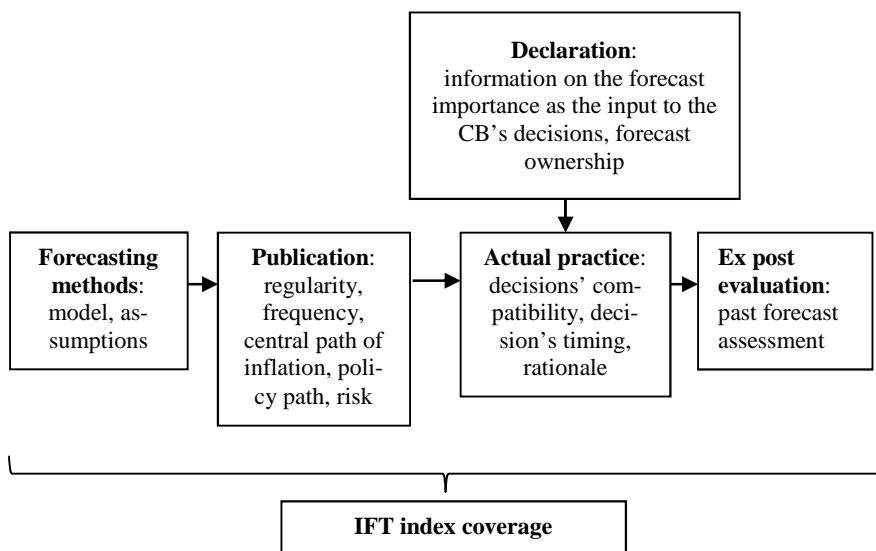 Declaration:
information on the forecast
importance as the input to the
CB's decisions, forecast
ownership
Forecasting
methods:
model, as-
sumptions
Publication:
regularity,
frequency,
central path of
inflation, poli-
cy path, risk
Actual practice:
decisions' com-
patibility, deci-
sion's timing,
rationale
Ex post
evaluation:
past forecast
assessment
IFT index coverage